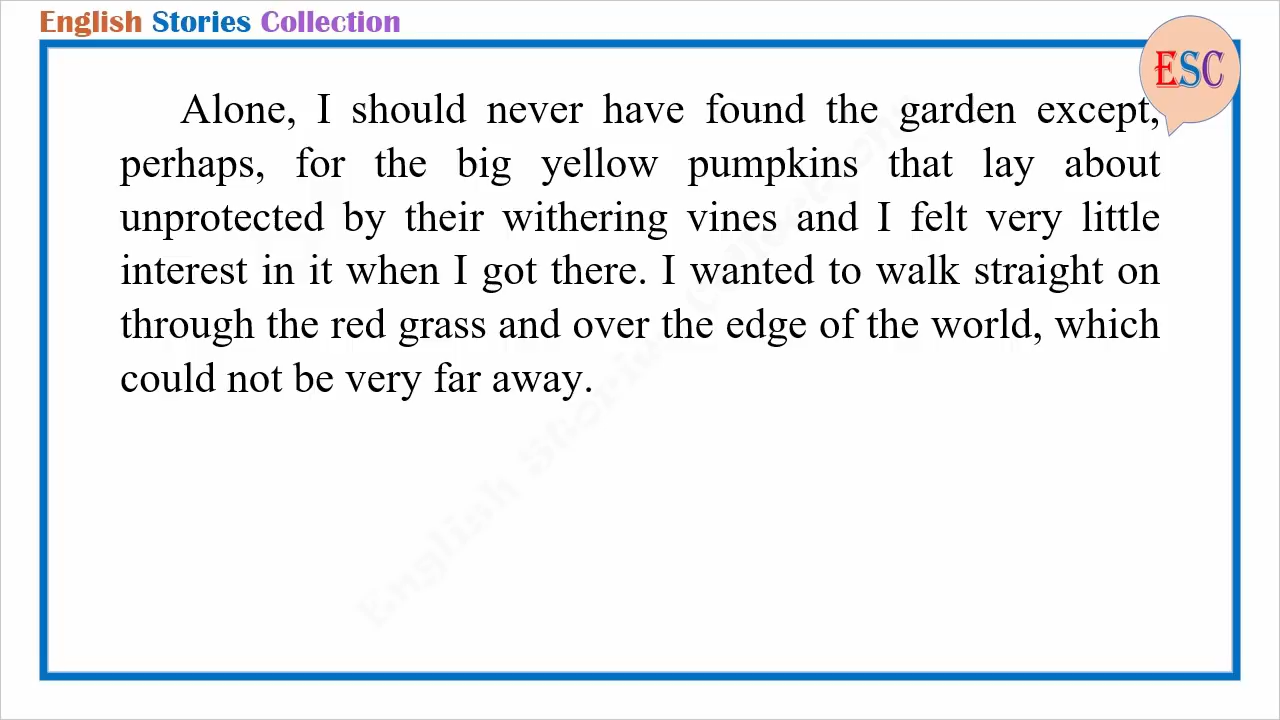 English Stories Collection
ESC
Alone, I should never have found the garden except,
perhaps, for the big yellow pumpkins that lay about
unprotected by their withering vines and I felt very little
interest in it when I got there. I wanted to walk straight on
through the red grass and over the edge of the world, which
could not be very far away.
English Stories Collection